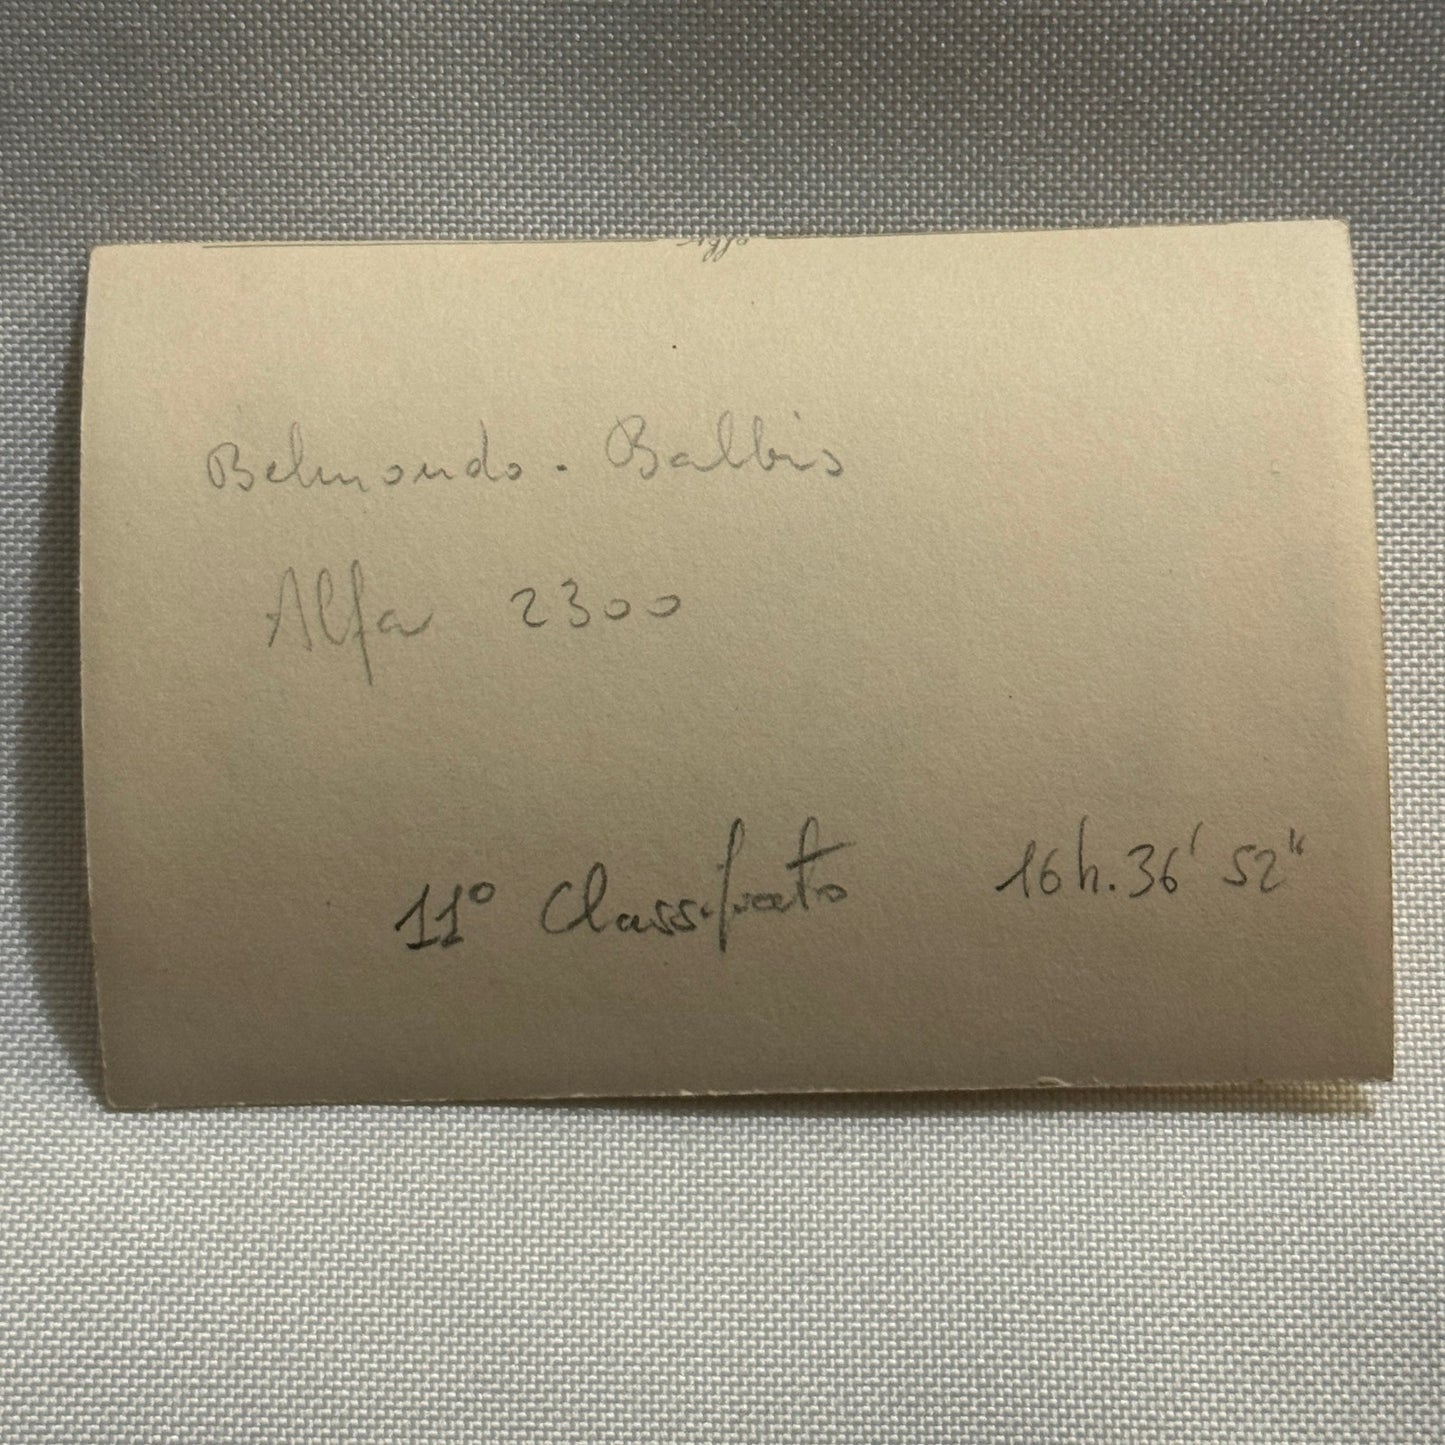 Belmondo - Balbis
Alfa 2300
11° Classificato 16h.36' 52"